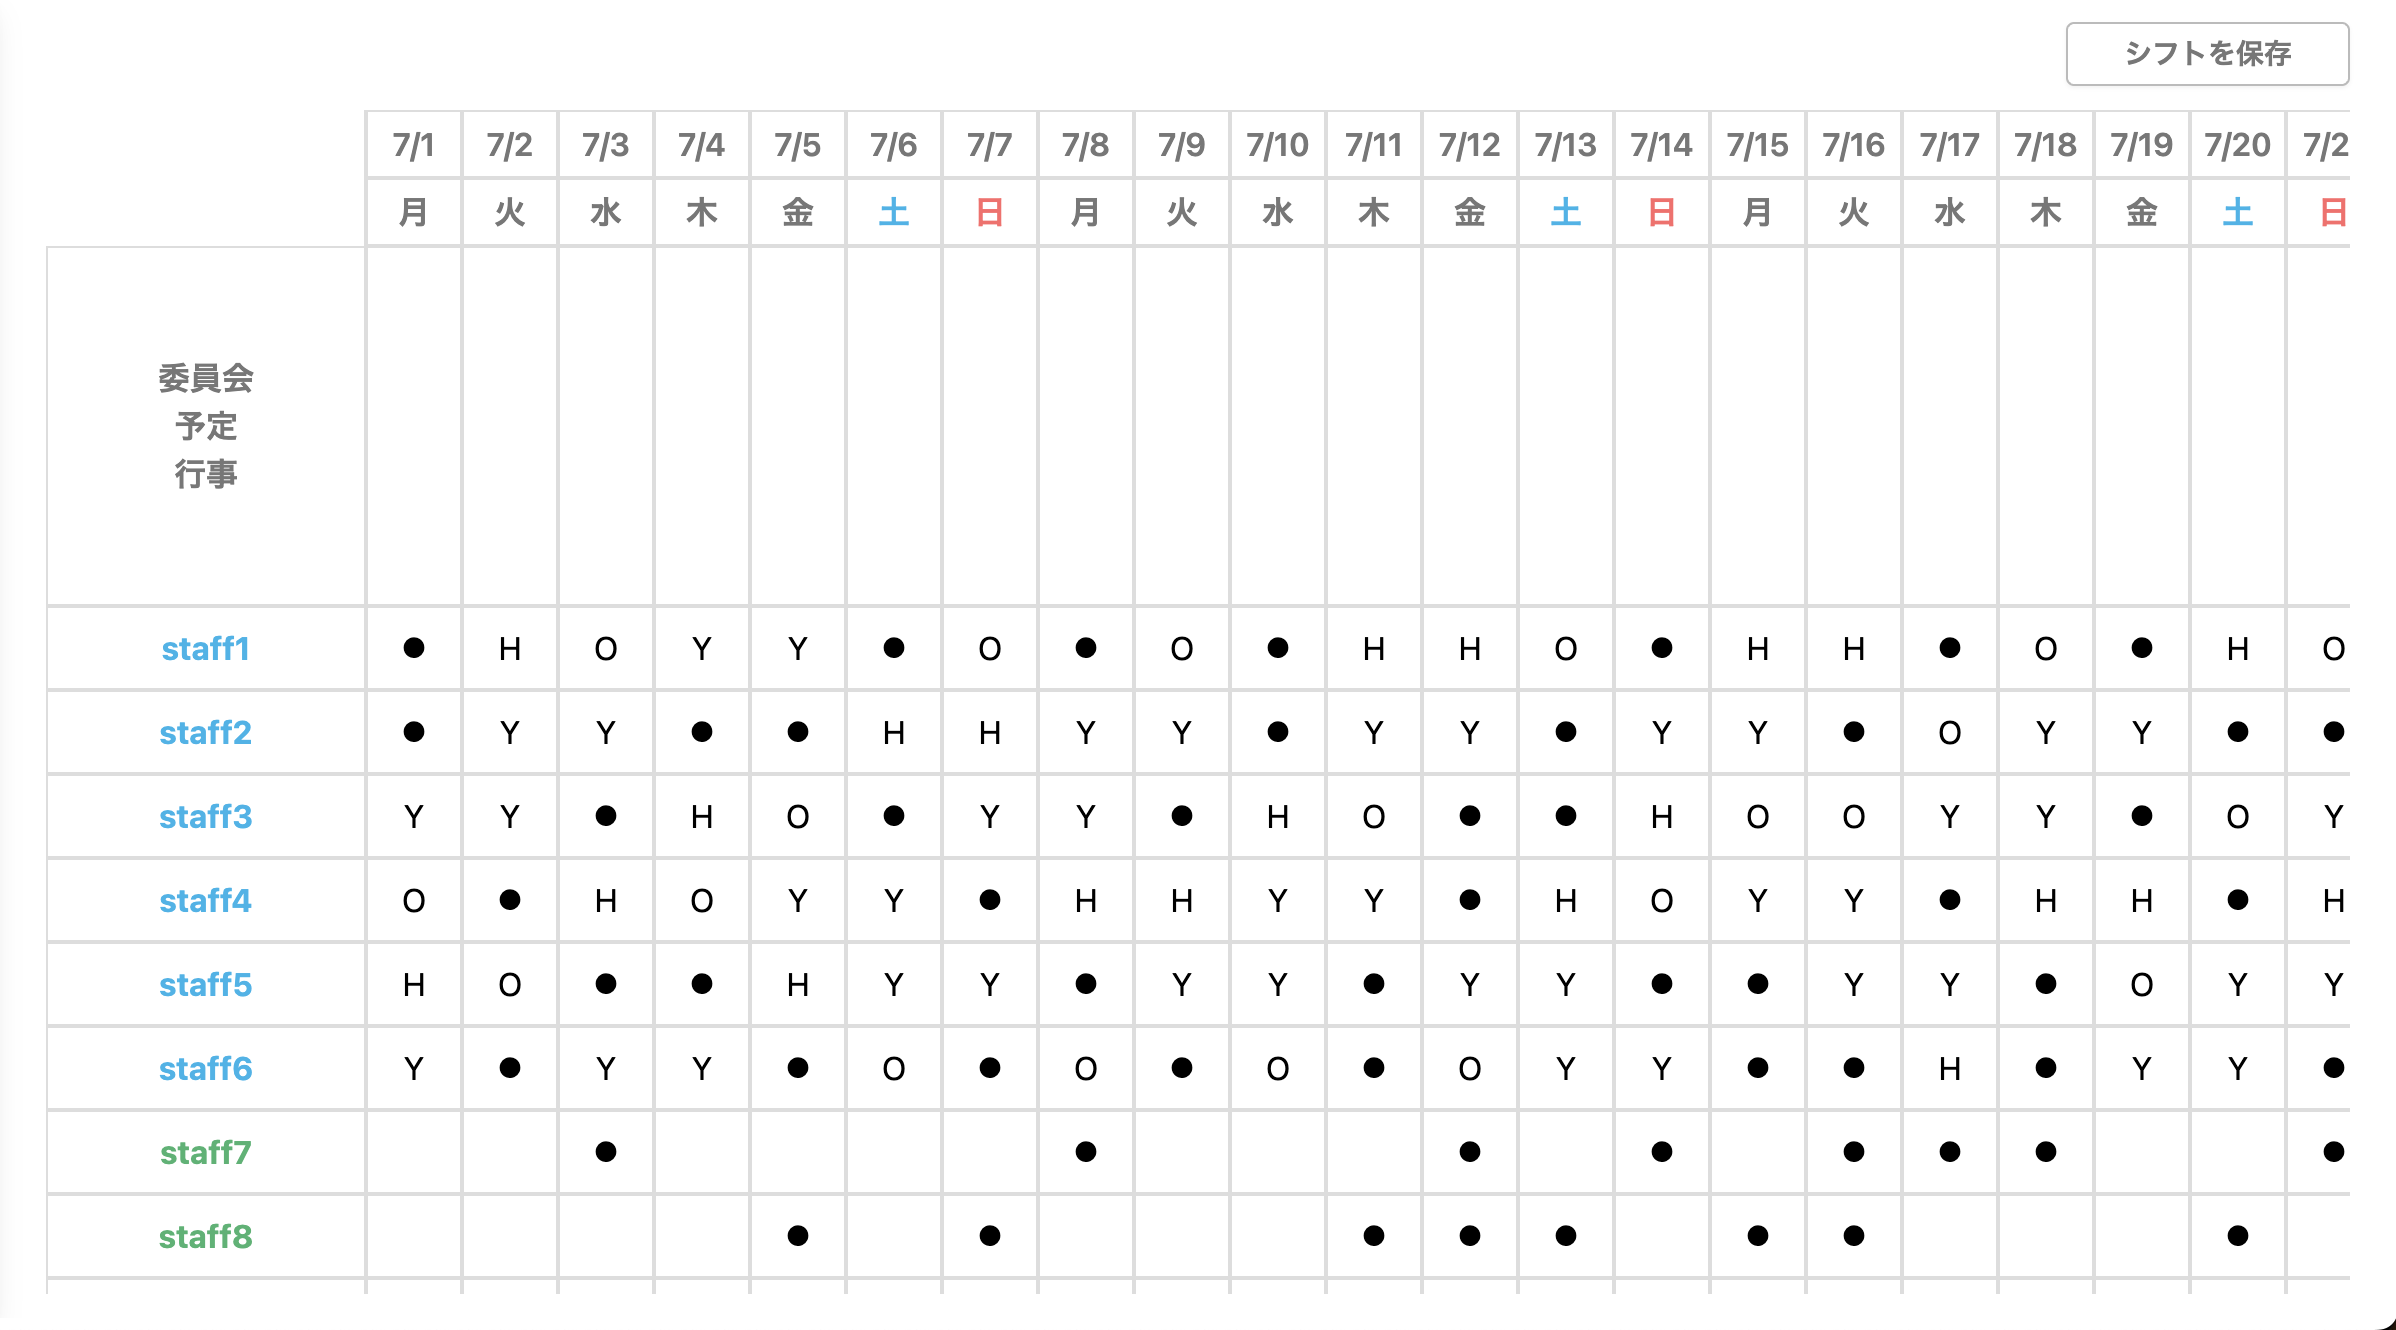 シフトを保存
7/1 7/2 7/3 7/4 7/5 7/6 7/7 7/8 7/9 7/10 7/11 7/12 7/13 7/14 7/15 7/16 7/17 7/18 7/19 7/20 7/2
月 火 水 木 金 土 日 月 火 水 木 金 土 日 月 火 水 木 金 土 日
委員会
予定
行事
staff1 ● H O Y Y ● O ● O ● H H O ● H H ● O ● H O
staff2 ● Y Y ● ● H H Y Y ● Y Y ● Y Y ● O Y Y ● ●
staff3 Y Y ● H O ● Y Y ● H O ● ● H O O Y Y ● O Y
staff4 O ● H O Y Y ● H H Y Y ● H O Y Y ● H H ● H
staff5 H O ● ● H Y Y ● Y Y ● Y Y ● ● Y Y ● O Y Y
staff6 Y ● Y Y ● O ● O ● O ● O Y Y ● ● H ● Y Y ●
staff7 ● ● ● ● ● ● ● ●
staff8 ● ● ● ● ● ● ● ●